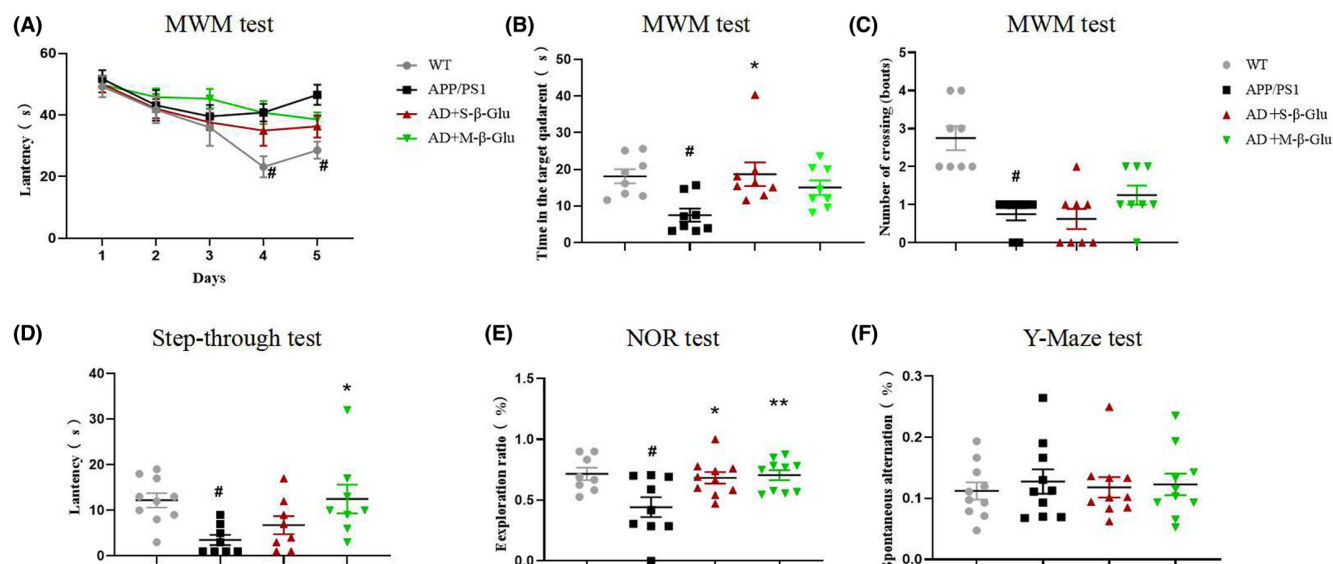 (A) MWM test
60
40
20
0
Lantency ( s)
1 2 3 4 5
Days
# #
WT
APP/PS1
AD+S-β-Glu
AD+M-β-Glu
(B) MWM test
50
40
30
20
10
0
Time in the target qadarent ( s)
# *
(C) MWM test
5
4
3
2
1
0
Number of crossing (bouts)
#
WT
APP/PS1
AD+S-β-Glu
AD+M-β-Glu
(D) Step-through test
40
30
20
10
0
Lantency ( s)
# *
(E) NOR test
1.5
1.0
0.5
0.0
Eexporation ratio ( %)
# * **
(F) Y-Maze test
0.3
0.2
0.1
0.0
Spontaneous alternation ( %)